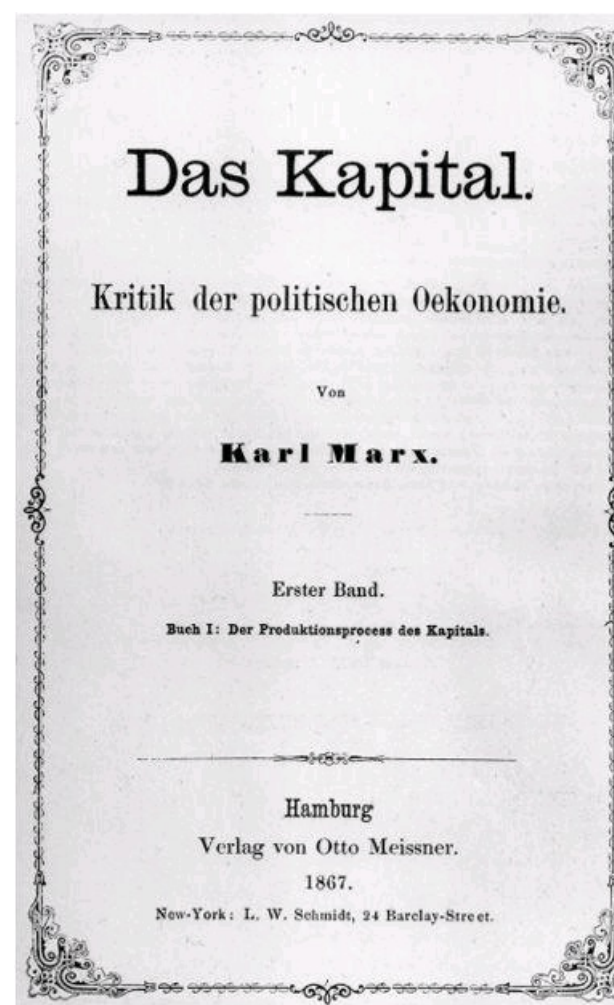 Das Kapital.
Kritik der politischen Oekonomie.
Von
Karl Marx.
Erster Band.
Buch I: Der Produktionsprocess des Kapitals.
Hamburg
Verlag von Otto Meissner.
1867.
New-York: L. W. Schmidt, 24 Barclay-Street.